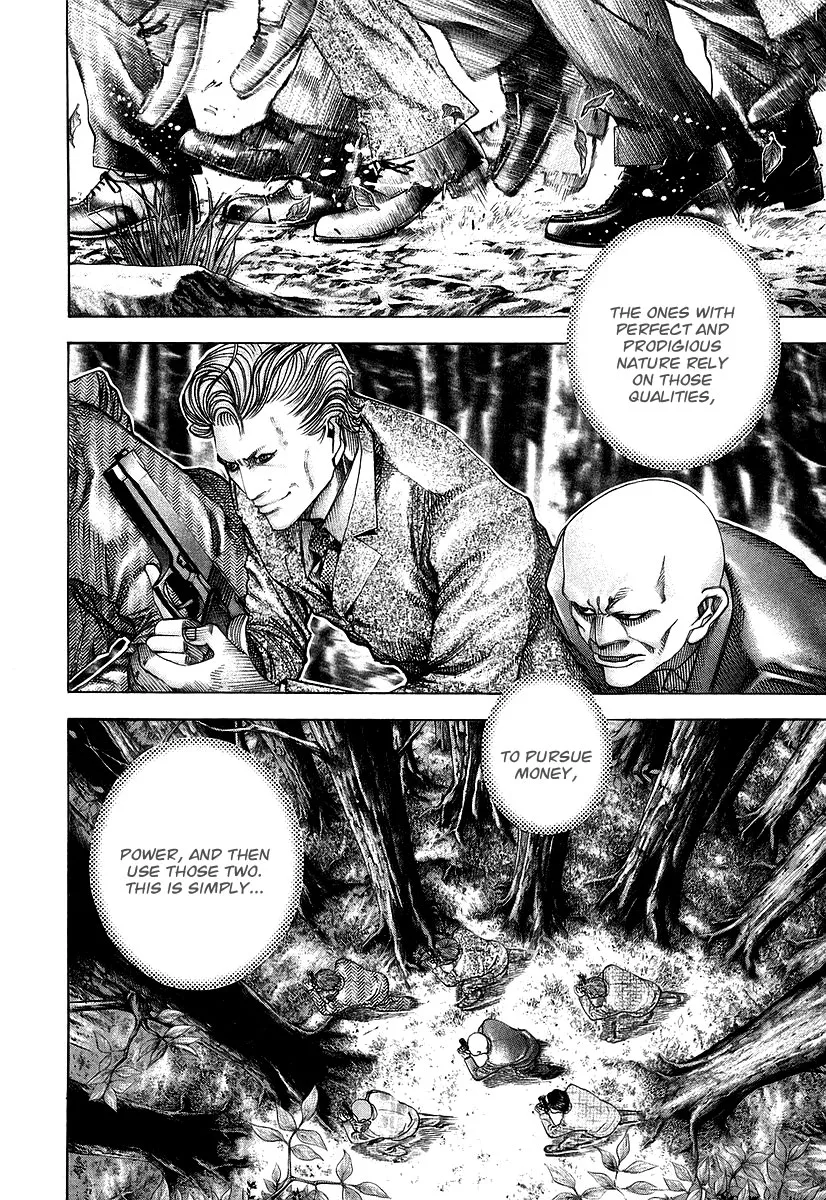 THE ONES WITH
PERFECT AND
PRODIGIOUS
NATURE RELY
ON THOSE
QUALITIES,
TO PURSUE
MONEY,
POWER, AND THEN
USE THOSE TWO.
THIS IS SIMPLY...